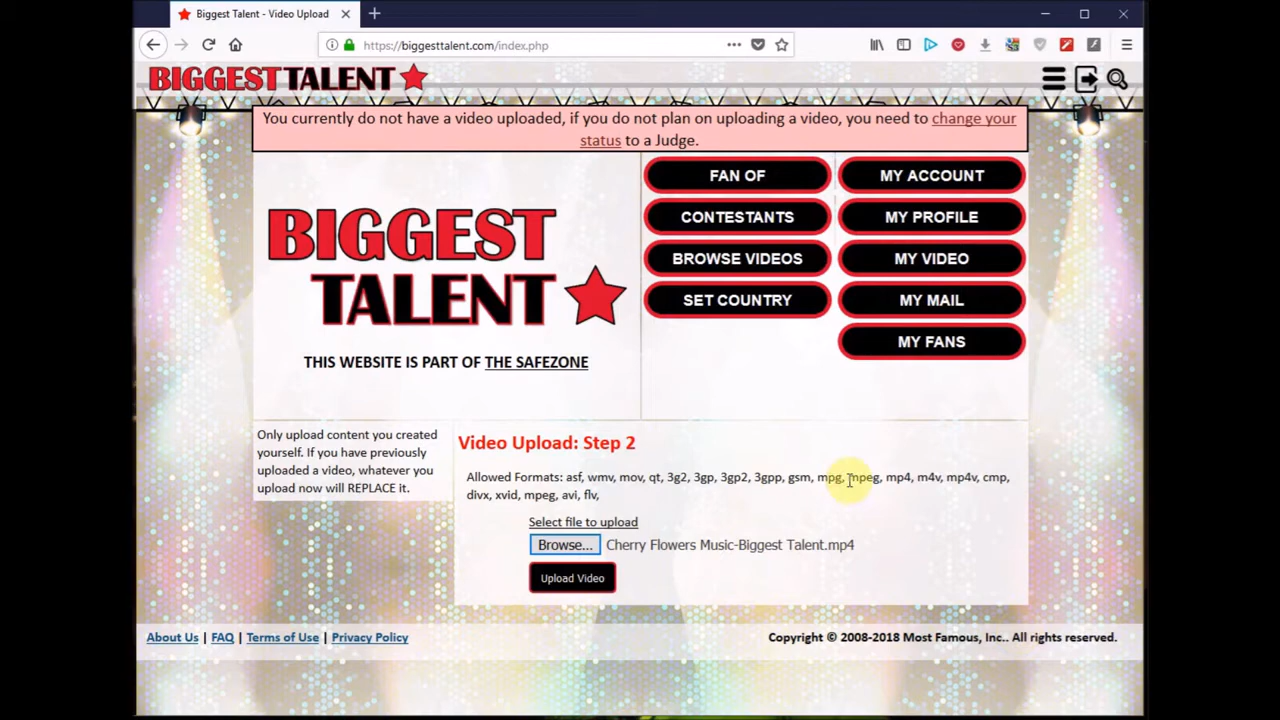 Biggest Talent - Video Upload
https://biggesttalent.com/index.php
BIGGEST TALENT
You currently do not have a video uploaded, if you do not plan on uploading a video, you need to change your
status to a Judge.
BIGGEST
TALENT
THIS WEBSITE IS PART OF THE SAFEZONE
FAN OF
MY ACCOUNT
CONTESTANTS
MY PROFILE
BROWSE VIDEOS
MY VIDEO
SET COUNTRY
MY MAIL
MY FANS
Only upload content you created
yourself. If you have previously
uploaded a video, whatever you
upload now will REPLACE it.
Video Upload: Step 2
Allowed Formats: asf, wmv, mov, qt, 3g2, 3gp, 3gp2, 3gpp, gsm, mpg, mpeg, mp4, m4v, mp4v, cmp,
divx, xvid, mpeg, avi, flv,
Select file to upload
Browse... Cherry Flowers Music-Biggest Talent.mp4
Upload Video
About Us | FAQ | Terms of Use | Privacy Policy
Copyright © 2008-2018 Most Famous, Inc.. All rights reserved.